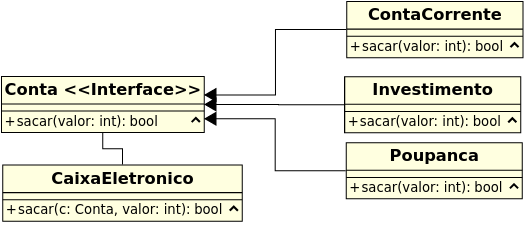 ContaCorrente
+sacar(valor: int): bool
Conta <<Interface>>
+sacar(valor: int): bool
Investimento
+sacar(valor: int): bool
Poupanca
+sacar(valor: int): bool
CaixaEletronico
+sacar(c: Conta, valor: int): bool